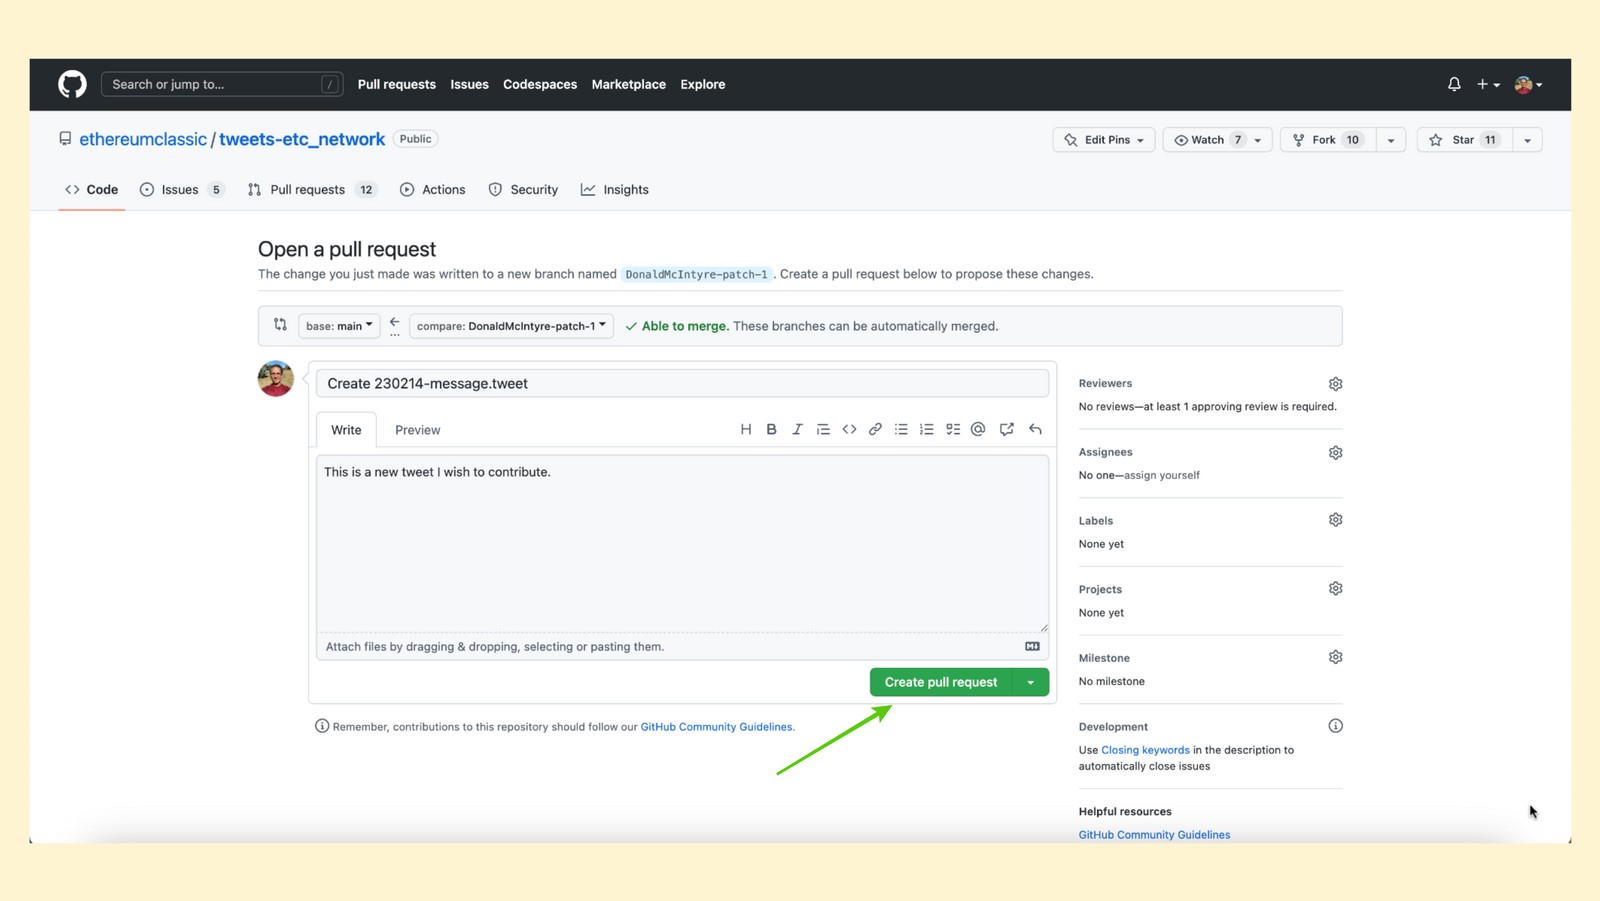 Search or jump to... /
Pull requests Issues Codespaces Marketplace Explore
ethereumclassic / tweets-etc_network Public
Edit Pins Watch 7 Fork 10 Star 11
Code Issues 5 Pull requests 12 Actions Security Insights
Open a pull request
The change you just made was written to a new branch named DonaldMcIntyre-patch-1 . Create a pull request below to propose these changes.
base: main ... compare: DonaldMcIntyre-patch-1 Able to merge. These branches can be automatically merged.
Create 230214-message.tweet
Write Preview
This is a new tweet I wish to contribute.
Attach files by dragging & dropping, selecting or pasting them.
Create pull request
Remember, contributions to this repository should follow our GitHub Community Guidelines.
Reviewers
No reviews—at least 1 approving review is required.
Assignees
No one—assign yourself
Labels
None yet
Projects
None yet
Milestone
No milestone
Development
Use Closing keywords in the description to
automatically close issues
Helpful resources
GitHub Community Guidelines